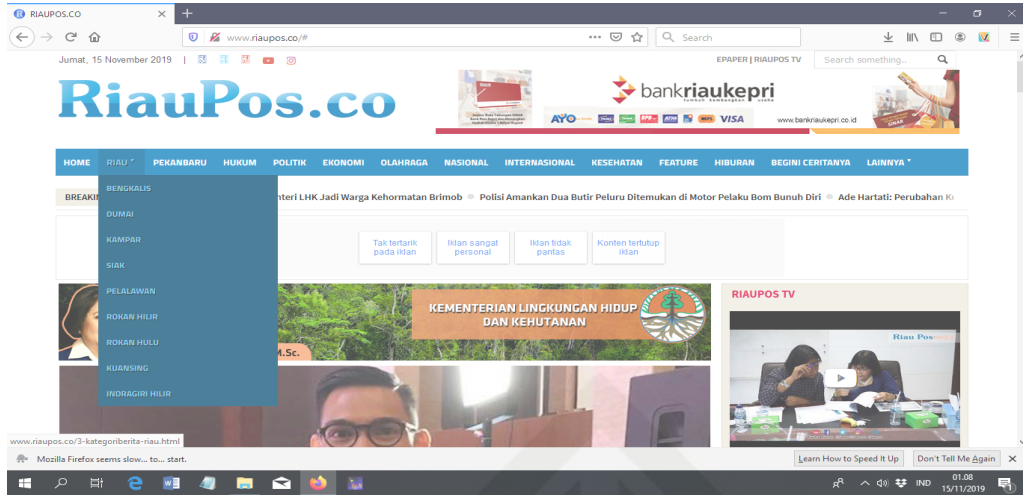 RIAUPOS.CO
www.riaupos.co/#
Search
Jumat, 15 November 2019 |
EPAPER | RIAUPOS TV
Search something..
RiauPos.co
bankriaukepri
tumbuh kembangkan usaha
AYO
VISA
www.bankriaukepri.co.id
SINAR
HOME RIAU PEKANBARU HUKUM POLITIK EKONOMI OLAHRAGA NASIONAL INTERNASIONAL KESEHATAN FEATURE HIBURAN BEGINI CERITANYA LAINNYA
BENGKALIS
DUMAI
KAMPAR
SIAK
PELALAWAN
ROKAN HILIR
ROKAN HULU
KUANSING
INDRAGIRI HILIR
LHK Jadi Warga Kehormatan Brimob Polisi Amankan Dua Butir Peluru Ditemukan di Motor Pelaku Bom Bunuh Diri Ade Hartati: Perubahan
Tak tertarik pada iklan
Iklan sangat personal
Iklan tidak pantas
Konten tertutup iklan
KEMENTERIAN LINGKUNGAN HIDUP
DAN KEHUTANAN
M.Sc.
RIAUPOS TV
Riau Pos
www.riaupos.co/3-kategoriberita-riau.html
Mozilla Firefox seems slow... to... start.
Learn How to Speed It Up
Don't Tell Me Again
IND
01.08
15/11/2019